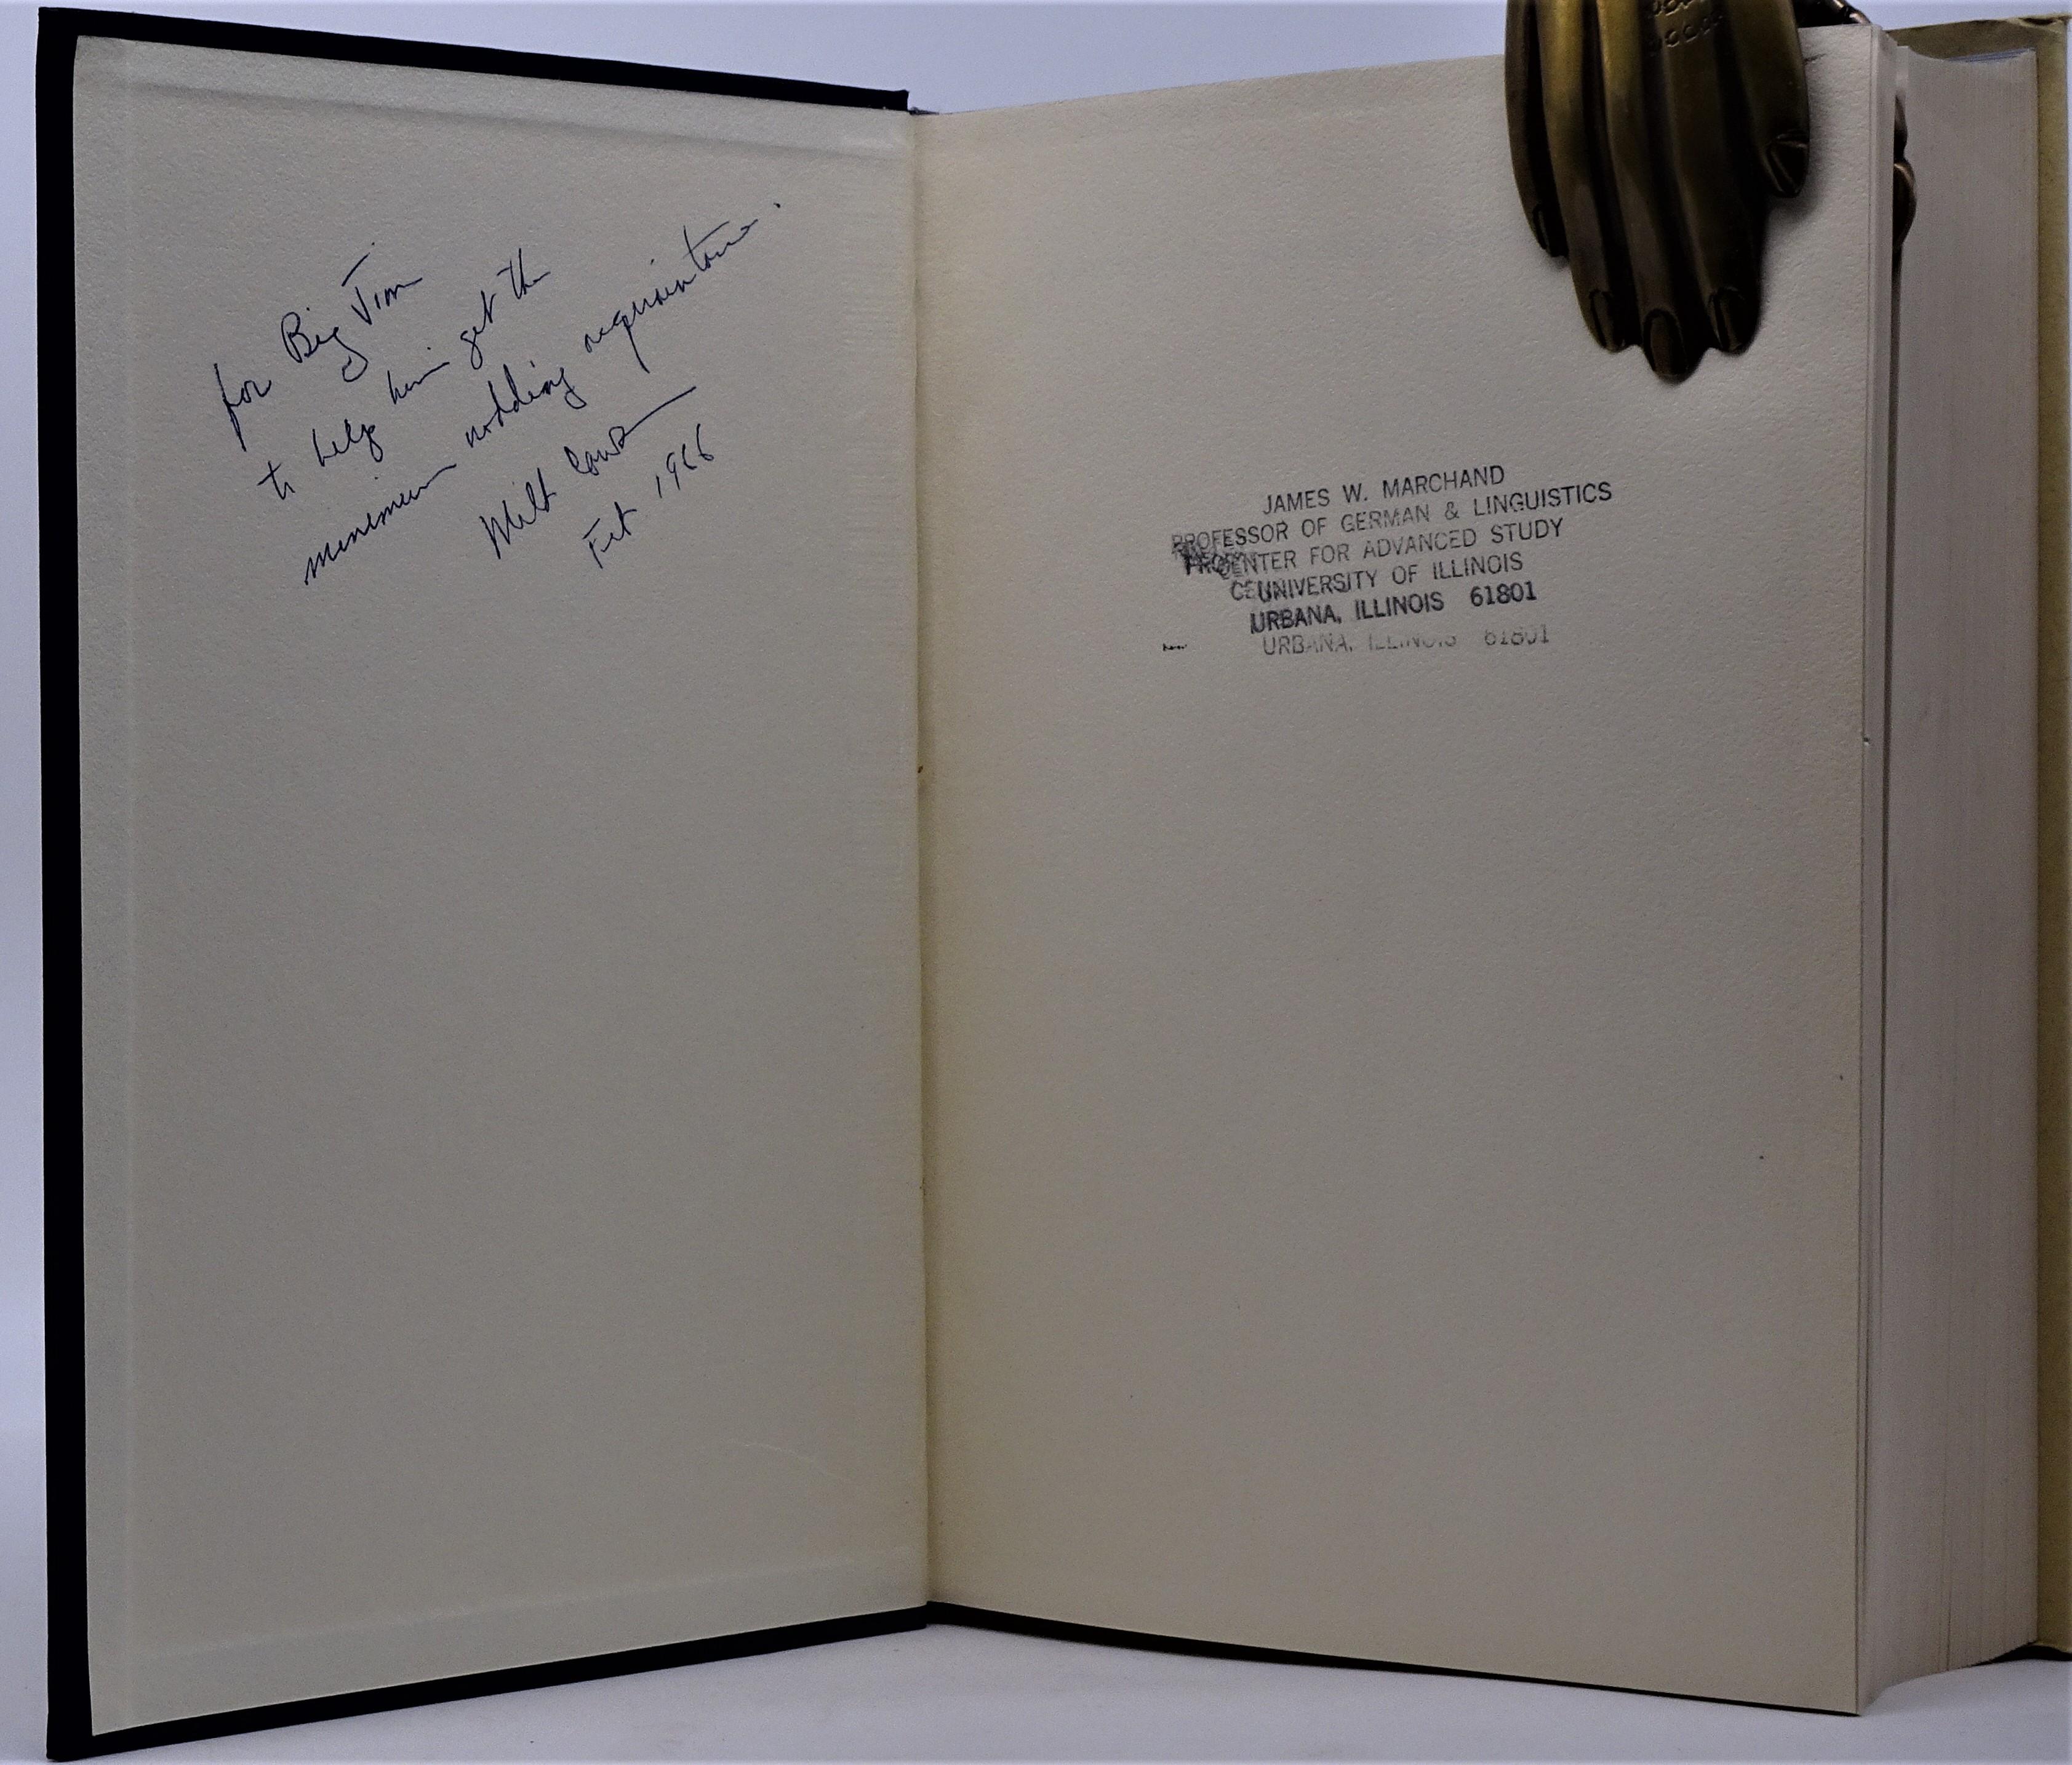 for Big Jim
to help him get the
minimum nodding acquaintance.
Milt
Feb 1966
JAMES W. MARCHAND
PROFESSOR OF GERMAN & LINGUISTICS
CENTER FOR ADVANCED STUDY
UNIVERSITY OF ILLINOIS
URBANA, ILLINOIS 61801
URBANA, ILLINOIS 61801